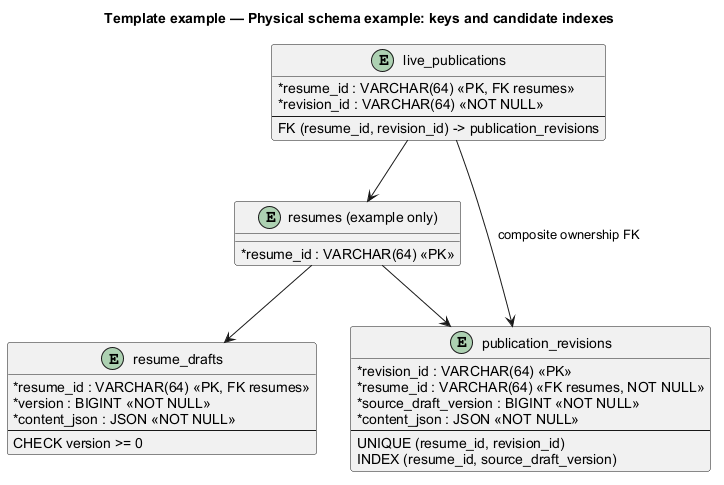 Template example — Physical schema example: keys and candidate indexes
E live_publications
*resume_id : VARCHAR(64) «PK, FK resumes»
*revision_id : VARCHAR(64) «NOT NULL»
FK (resume_id, revision_id) -> publication_revisions
E resumes (example only)
*resume_id : VARCHAR(64) «PK»
composite ownership FK
E resume_drafts
*resume_id : VARCHAR(64) «PK, FK resumes»
*version : BIGINT «NOT NULL»
*content_json : JSON «NOT NULL»
CHECK version >= 0
E publication_revisions
*revision_id : VARCHAR(64) «PK»
*resume_id : VARCHAR(64) «FK resumes, NOT NULL»
*source_draft_version : BIGINT «NOT NULL»
*content_json : JSON «NOT NULL»
UNIQUE (resume_id, revision_id)
INDEX (resume_id, source_draft_version)